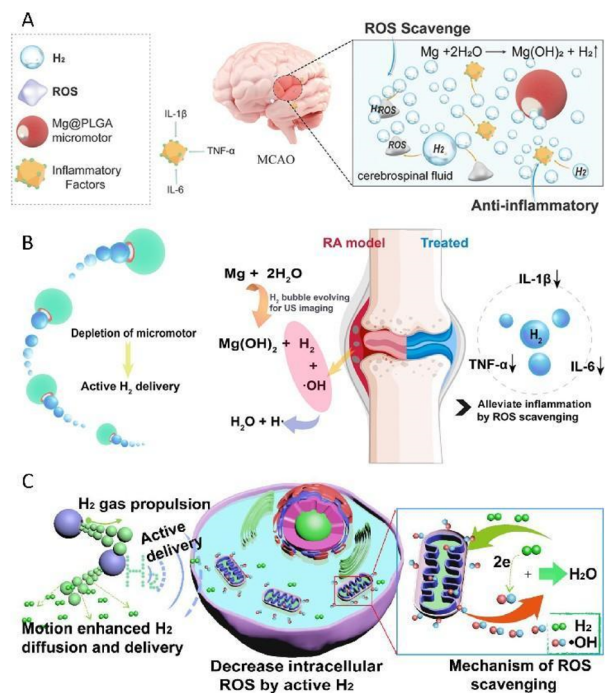 A
H₂
ROS
Mg@PLGA
micromotor
Inflammatory
Factors
IL-1β
TNF-α
IL-6
MCAO
ROS Scavenge
Mg +2H₂O → Mg(OH)₂ + H₂↑
H₂
ROS
ROS
H₂
H₂
cerebrospinal fluid
Anti-inflammatory
B
Depletion of micromotor
Active H₂ delivery
Mg + 2H₂O
H₂ bubble evolving
for US imaging
Mg(OH)₂ + H₂
+
·OH
H₂O + H·
RA model
Treated
IL-1β↓
H₂
TNF-α↓
IL-6↓
Alleviate inflammation
by ROS scavenging
C
H₂ gas propulsion
Active
delivery
Motion enhanced H₂
diffusion and delivery
Decrease intracellular
ROS by active H₂
2e
+
H₂O
H₂
•OH
Mechanism of ROS
scavenging